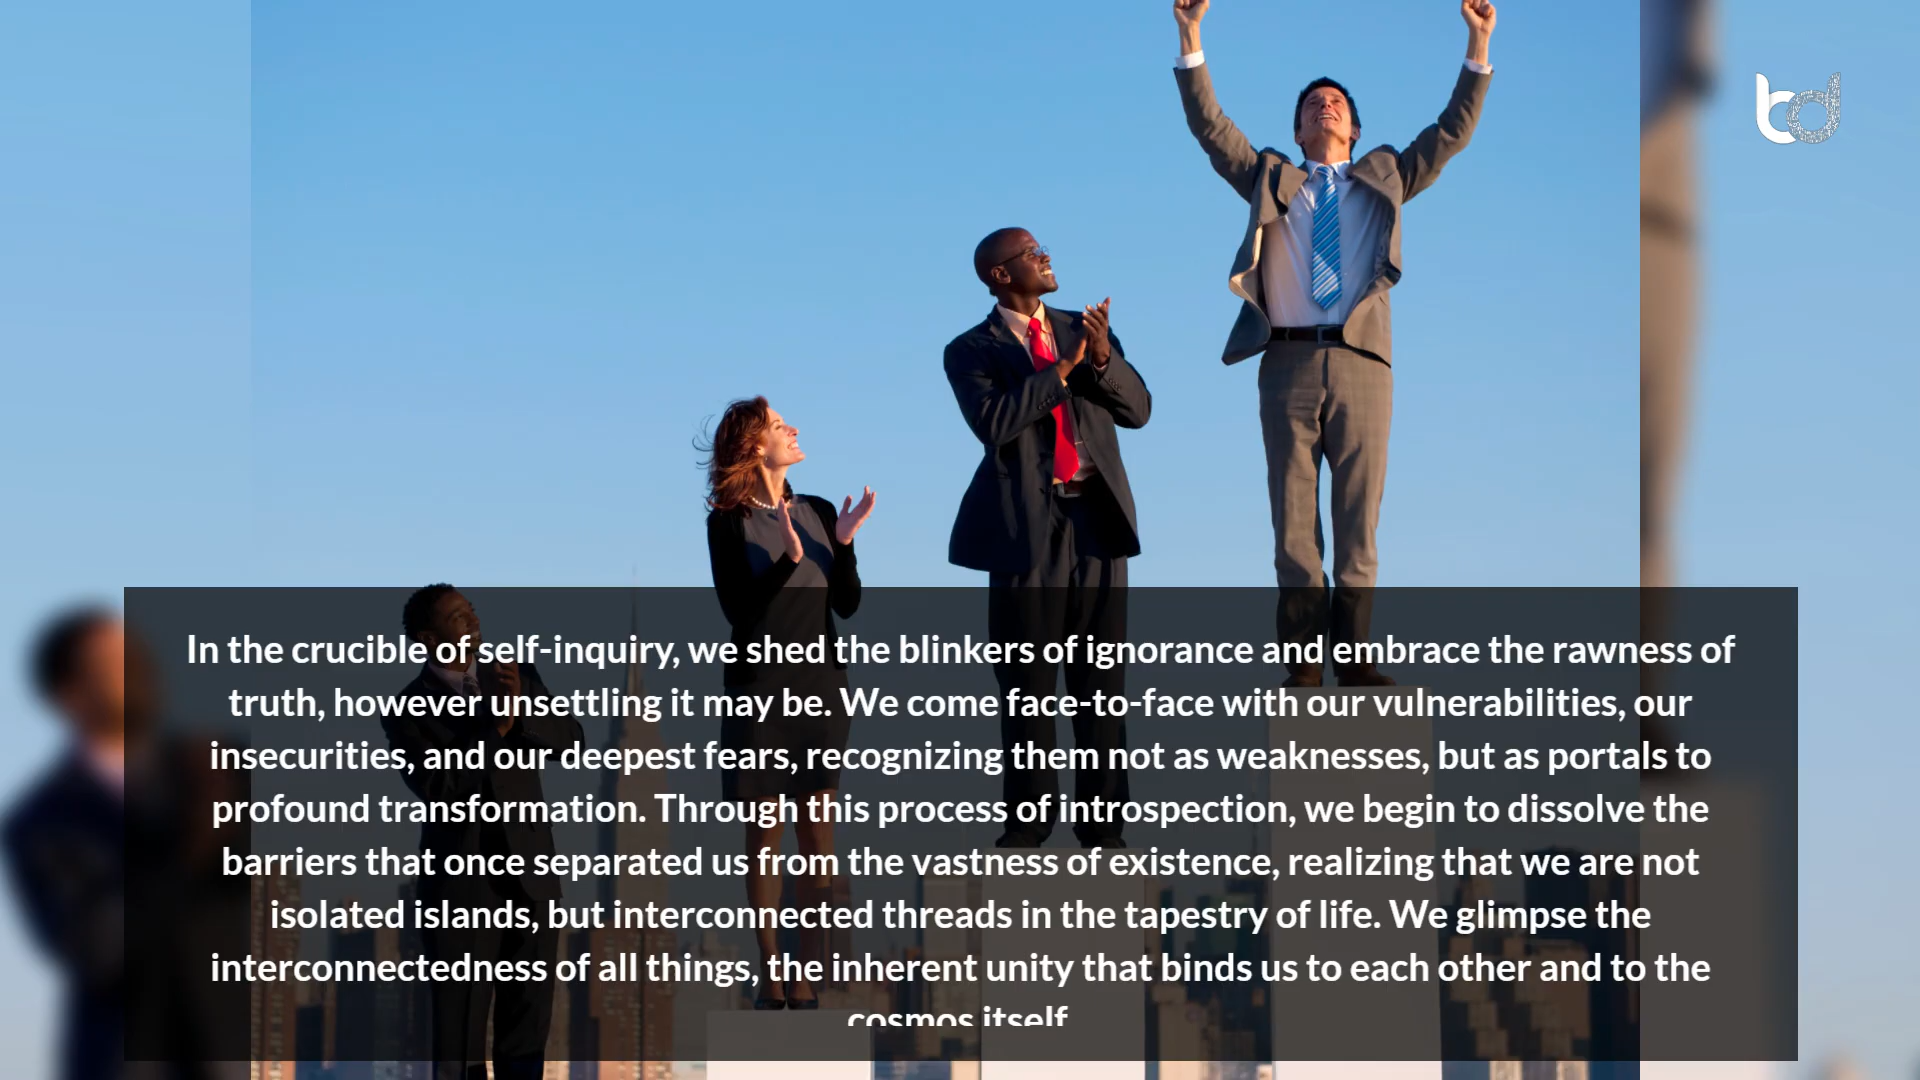 bd
In the crucible of self-inquiry, we shed the blinkers of ignorance and embrace the rawness of
truth, however unsettling it may be. We come face-to-face with our vulnerabilities, our
insecurities, and our deepest fears, recognizing them not as weaknesses, but as portals to
profound transformation. Through this process of introspection, we begin to dissolve the
barriers that once separated us from the vastness of existence, realizing that we are not
isolated islands, but interconnected threads in the tapestry of life. We glimpse the
interconnectedness of all things, the inherent unity that binds us to each other and to the
cosmos itself